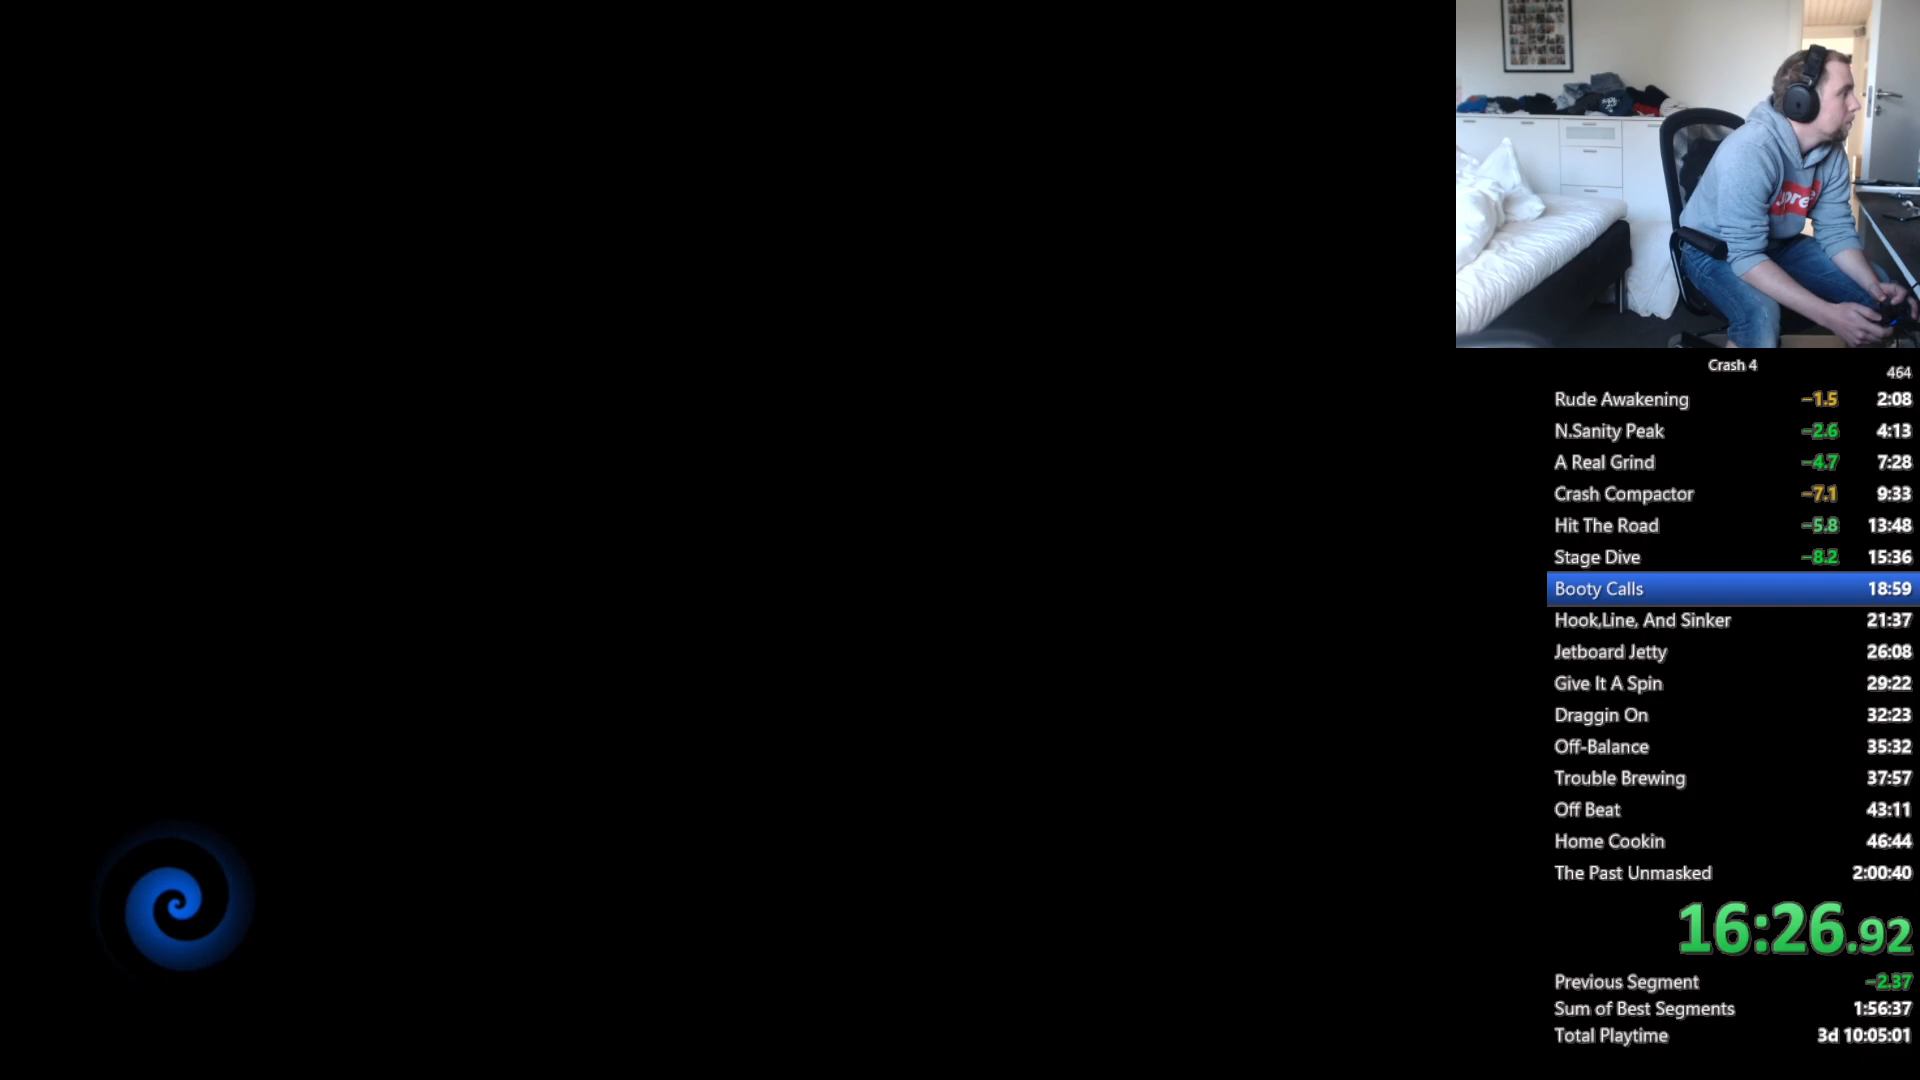 Crash 4
464
Rude Awakening -1.5 2:08
N.Sanity Peak -2.6 4:13
A Real Grind -4.7 7:28
Crash Compactor -7.1 9:33
Hit The Road -5.8 13:48
Stage Dive -8.2 15:36
Booty Calls 18:59
Hook,Line, And Sinker 21:37
Jetboard Jetty 26:08
Give It A Spin 29:22
Draggin On 32:23
Off-Balance 35:32
Trouble Brewing 37:57
Off Beat 43:11
Home Cookin 46:44
The Past Unmasked 2:00:40
16:26.92
Previous Segment -2.37
Sum of Best Segments 1:56:37
Total Playtime 3d 10:05:01